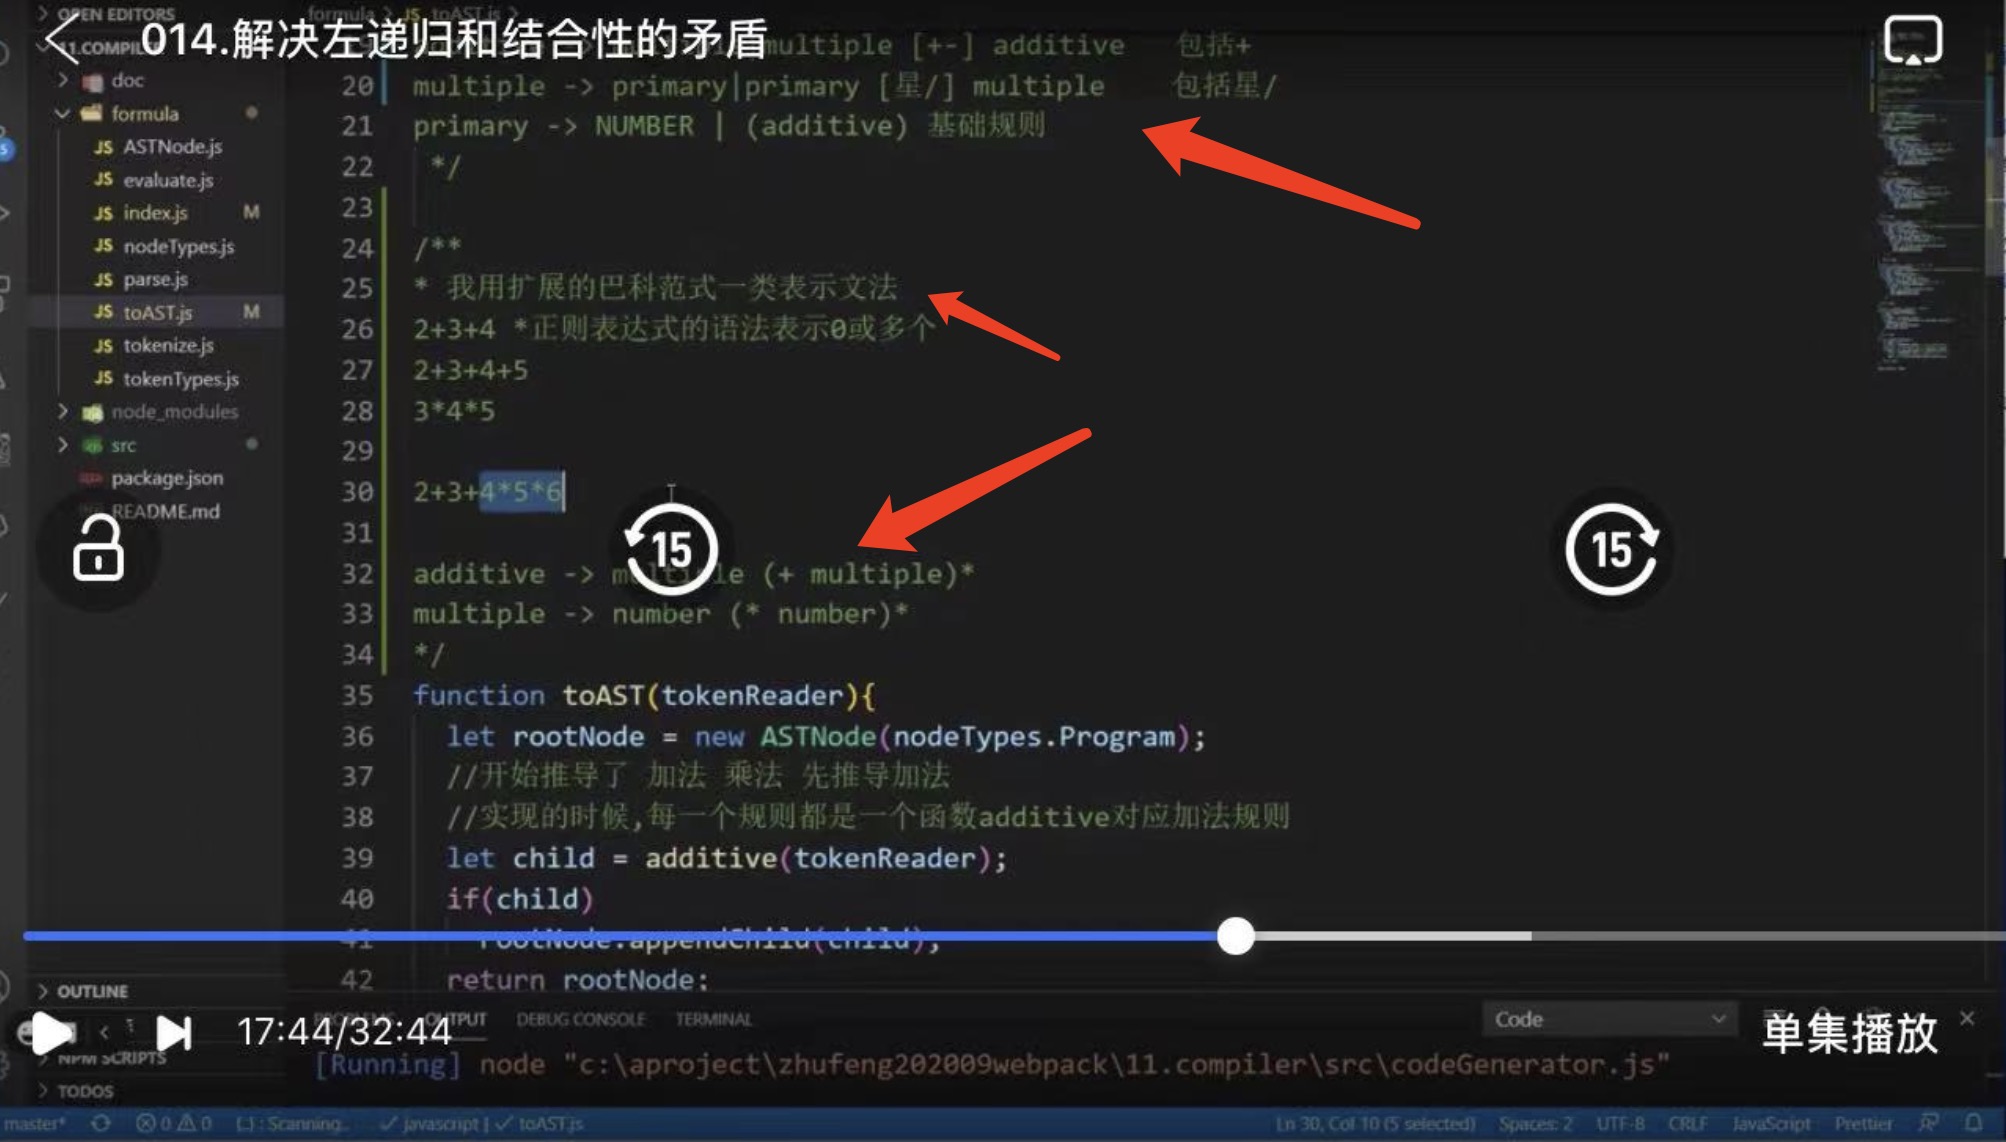 OPEN EDITORS
014.解决左递归和结合性的矛盾
11.COMPIL
doc
formula
ASTNode.js
evaluate.js
index.js M
nodeTypes.js
parse.js
toAST.js M
tokenize.js
tokenTypes.js
node_modules
src
package.json
README.md
OUTLINE
NPM SCRIPTS
TODOS
formula > JS toAST.js >
multiple [+-] additive 包括+
20 multiple -> primary|primary [星/] multiple 包括星/
21 primary -> NUMBER | (additive) 基础规则
22 */
23
24 /**
25 * 我用扩展的巴科范式一类表示文法
26 2+3+4 *正则表达式的语法表示0或多个
27 2+3+4+5
28 3*4*5
29
30 2+3+4*5*6
31
32 additive -> multiple (+ multiple)*
33 multiple -> number (* number)*
34 */
35 function toAST(tokenReader){
36 let rootNode = new ASTNode(nodeTypes.Program);
37 //开始推导了 加法 乘法 先推导加法
38 //实现的时候,每一个规则都是一个函数additive对应加法规则
39 let child = additive(tokenReader);
40 if(child)
41 rootNode.appendChild(child);
42 return rootNode;
15
15
17:44/32:44
PROBLEMS OUTPUT DEBUG CONSOLE TERMINAL
Code
单集播放
[Running] node "c:\aproject\zhufeng202009webpack\11.compiler\src\codeGenerator.js"
master* 0 0 Scanning.. javascript | toAST.js Ln 30, Col 10 (5 selected) Spaces: 2 UTF-8 CRLF JavaScript Prettier